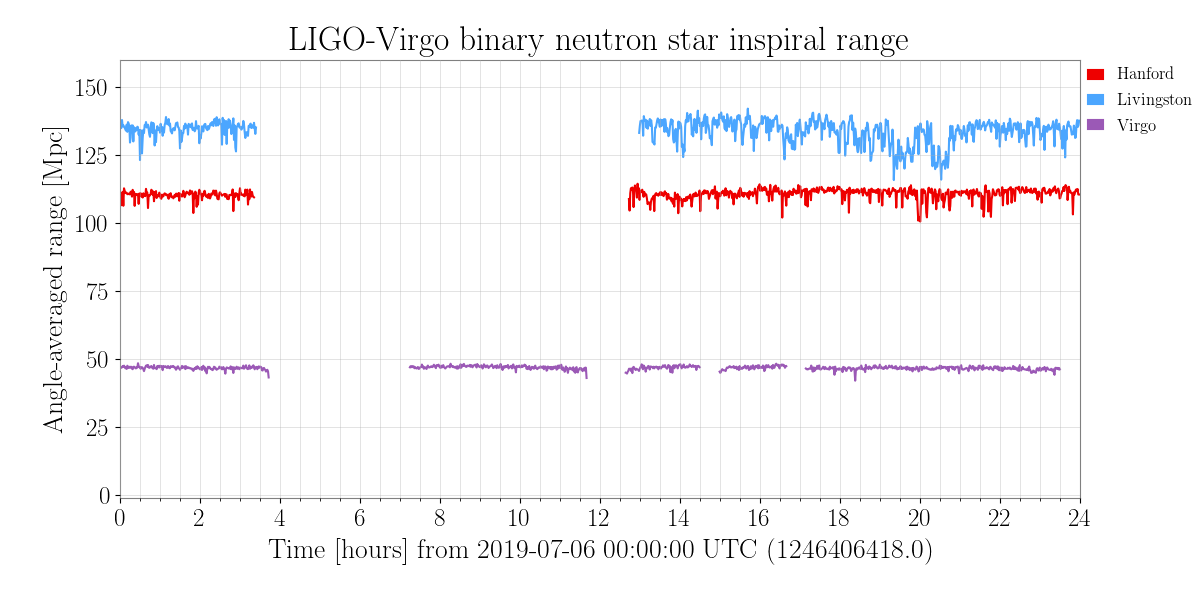 LIGO-Virgo binary neutron star inspiral range
Hanford
Livingston
Virgo
Angle-averaged range [Mpc]
150
125
100
75
50
25
0
0 2 4 6 8 10 12 14 16 18 20 22 24
Time [hours] from 2019-07-06 00:00:00 UTC (1246406418.0)